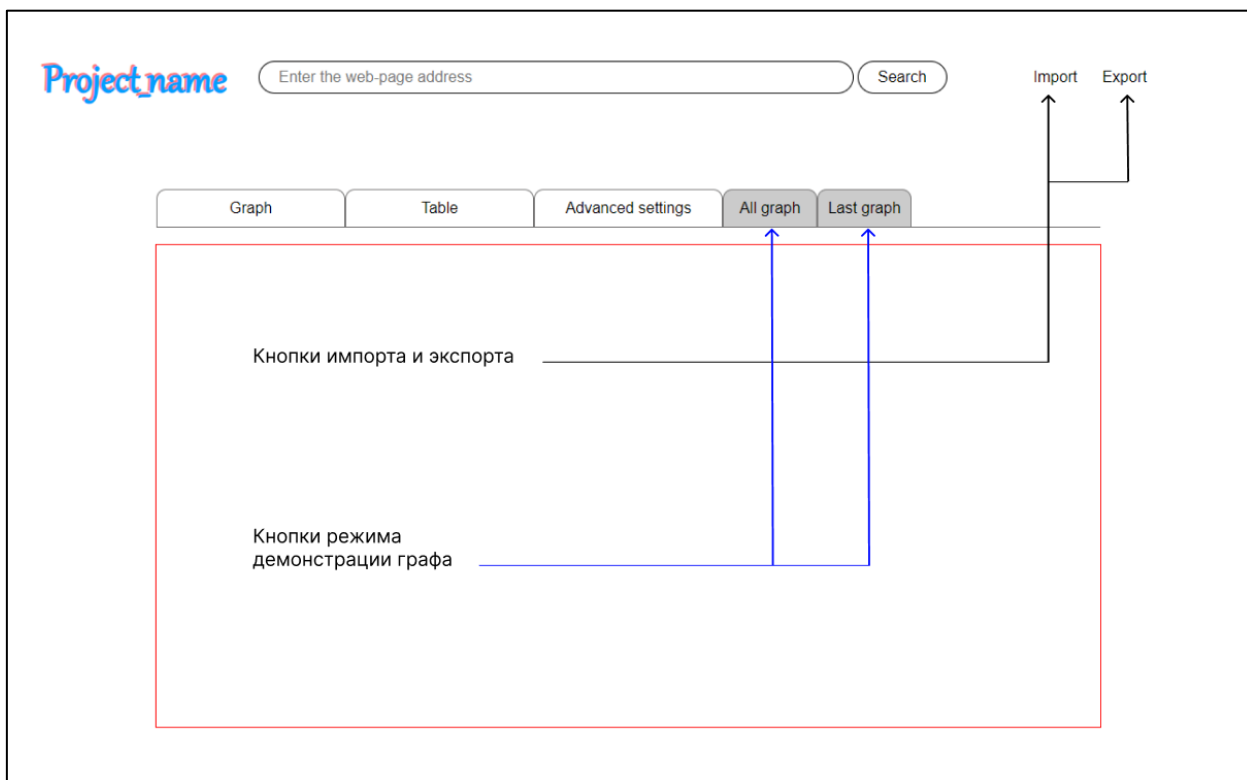 Project_name
Enter the web-page address
Search
Import
Export
Graph
Table
Advanced settings
All graph
Last graph
Кнопки импорта и экспорта
Кнопки режима
демонстрации графа